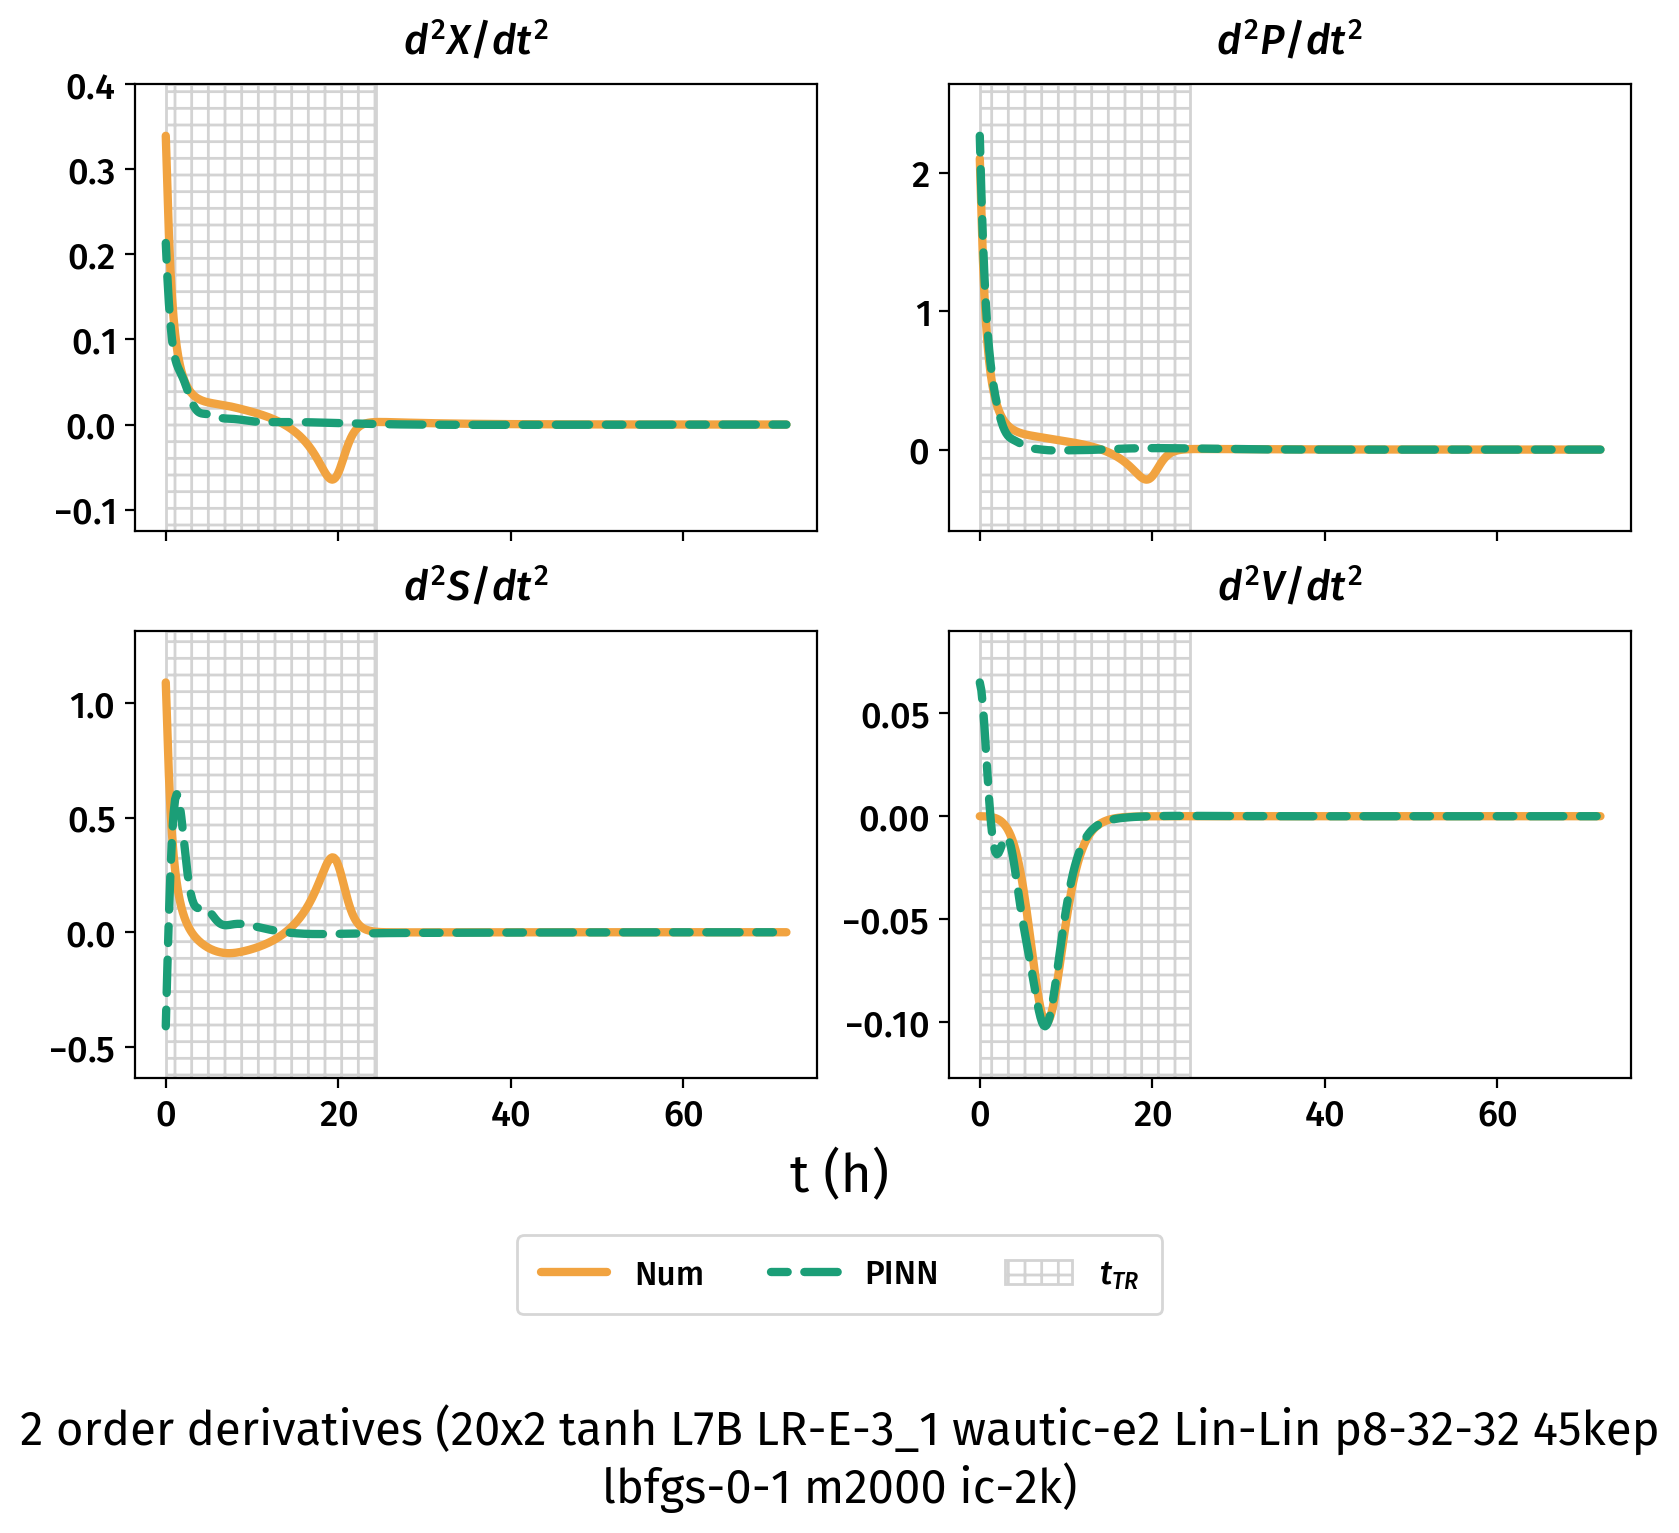 d²X/dt²
d²P/dt²
0.4
0.3
0.2
0.1
0.0
−0.1
2
1
0
d²S/dt²
d²V/dt²
1.0
0.5
0.0
−0.5
0.05
0.00
−0.05
−0.10
0 20 40 60
0 20 40 60
t (h)
Num PINN t_TR
2 order derivatives (20x2 tanh L7B LR-E-3_1 wautic-e2 Lin-Lin p8-32-32 45kep
lbfgs-0-1 m2000 ic-2k)